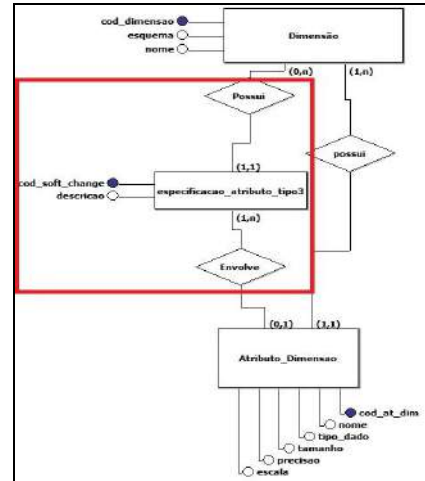 cod_dimensao
esquema
nome
Dimensão
(0,n)
(1,n)
Possui
possui
(1,1)
cod_soft_change
descricao
especificacao_atributo_tipo3
(1,n)
Envolve
(0,1)
(1,1)
Atributo_Dimensao
cod_at_dim
nome
tipo_dado
tamanho
precisao
escala